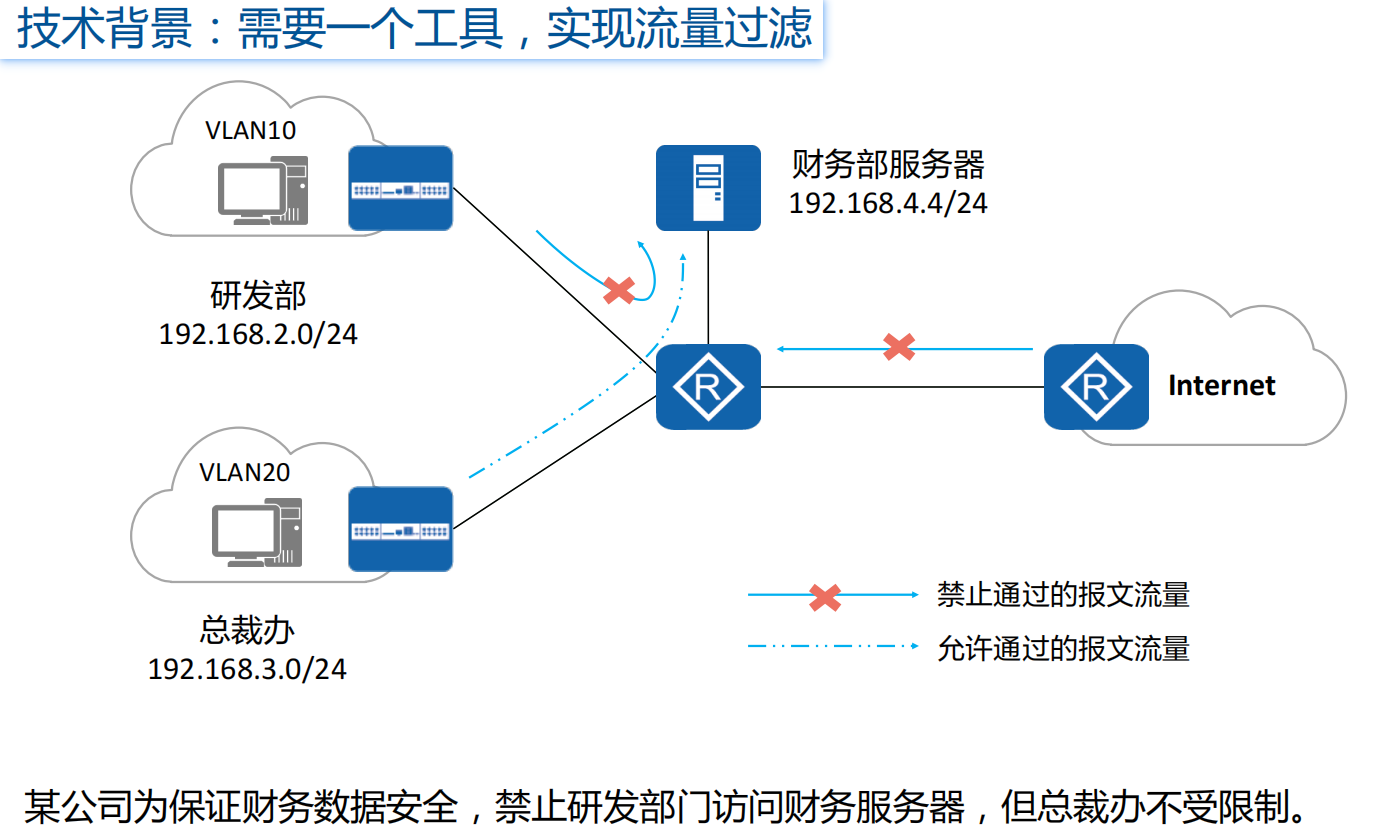 技术背景：需要一个工具，实现流量过滤
VLAN10
研发部
192.168.2.0/24
财务部服务器
192.168.4.4/24
R
R
Internet
VLAN20
总裁办
192.168.3.0/24
禁止通过的报文流量
允许通过的报文流量
某公司为保证财务数据安全，禁止研发部门访问财务服务器，但总裁办不受限制。